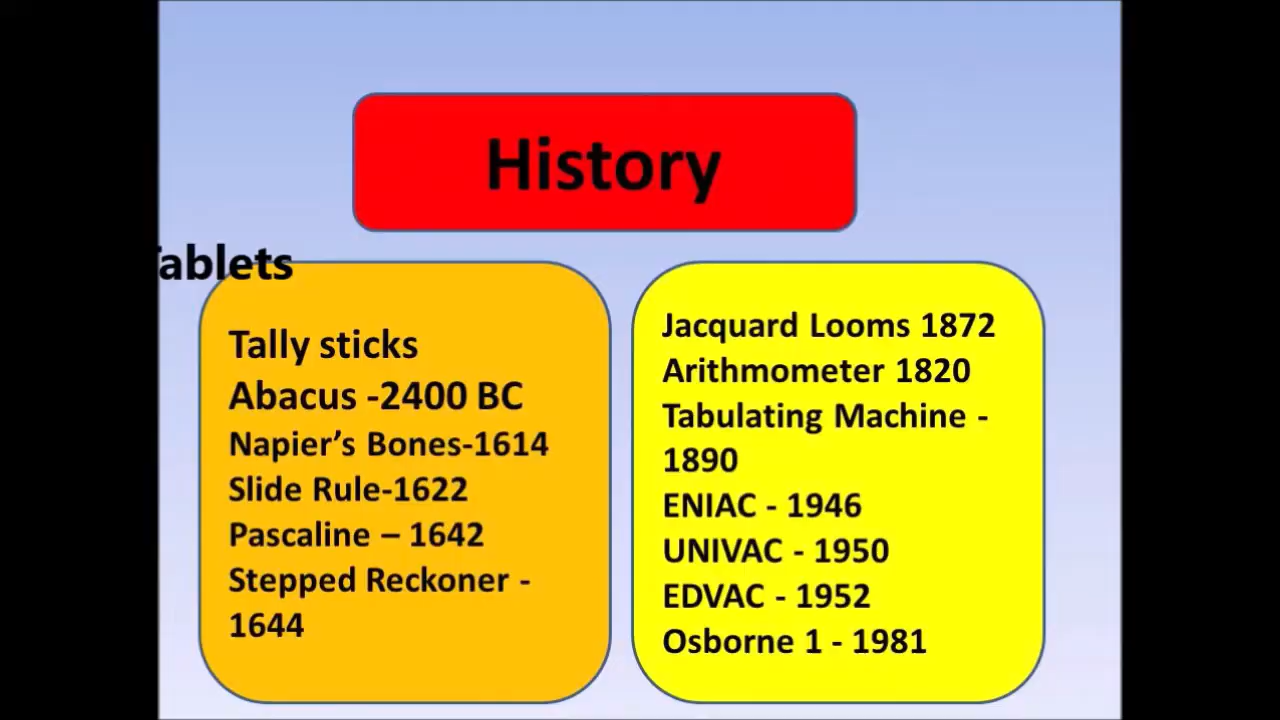 History
Tablets
Tally sticks
Abacus -2400 BC
Napier’s Bones-1614
Slide Rule-1622
Pascaline – 1642
Stepped Reckoner -
1644
Jacquard Looms 1872
Arithmometer 1820
Tabulating Machine -
1890
ENIAC - 1946
UNIVAC - 1950
EDVAC - 1952
Osborne 1 - 1981